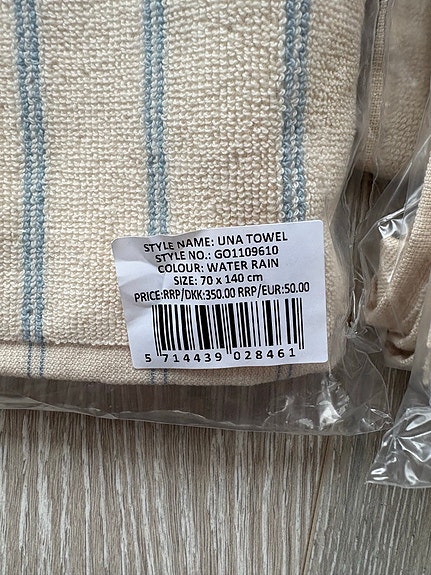 STYLE NAME: UNA TOWEL
STYLE NO.: GO1109610
COLOUR: WATER RAIN
SIZE: 70 x 140 cm
PRICE:RRP/DKK:350.00 RRP/EUR:50.00
5 714439 028461